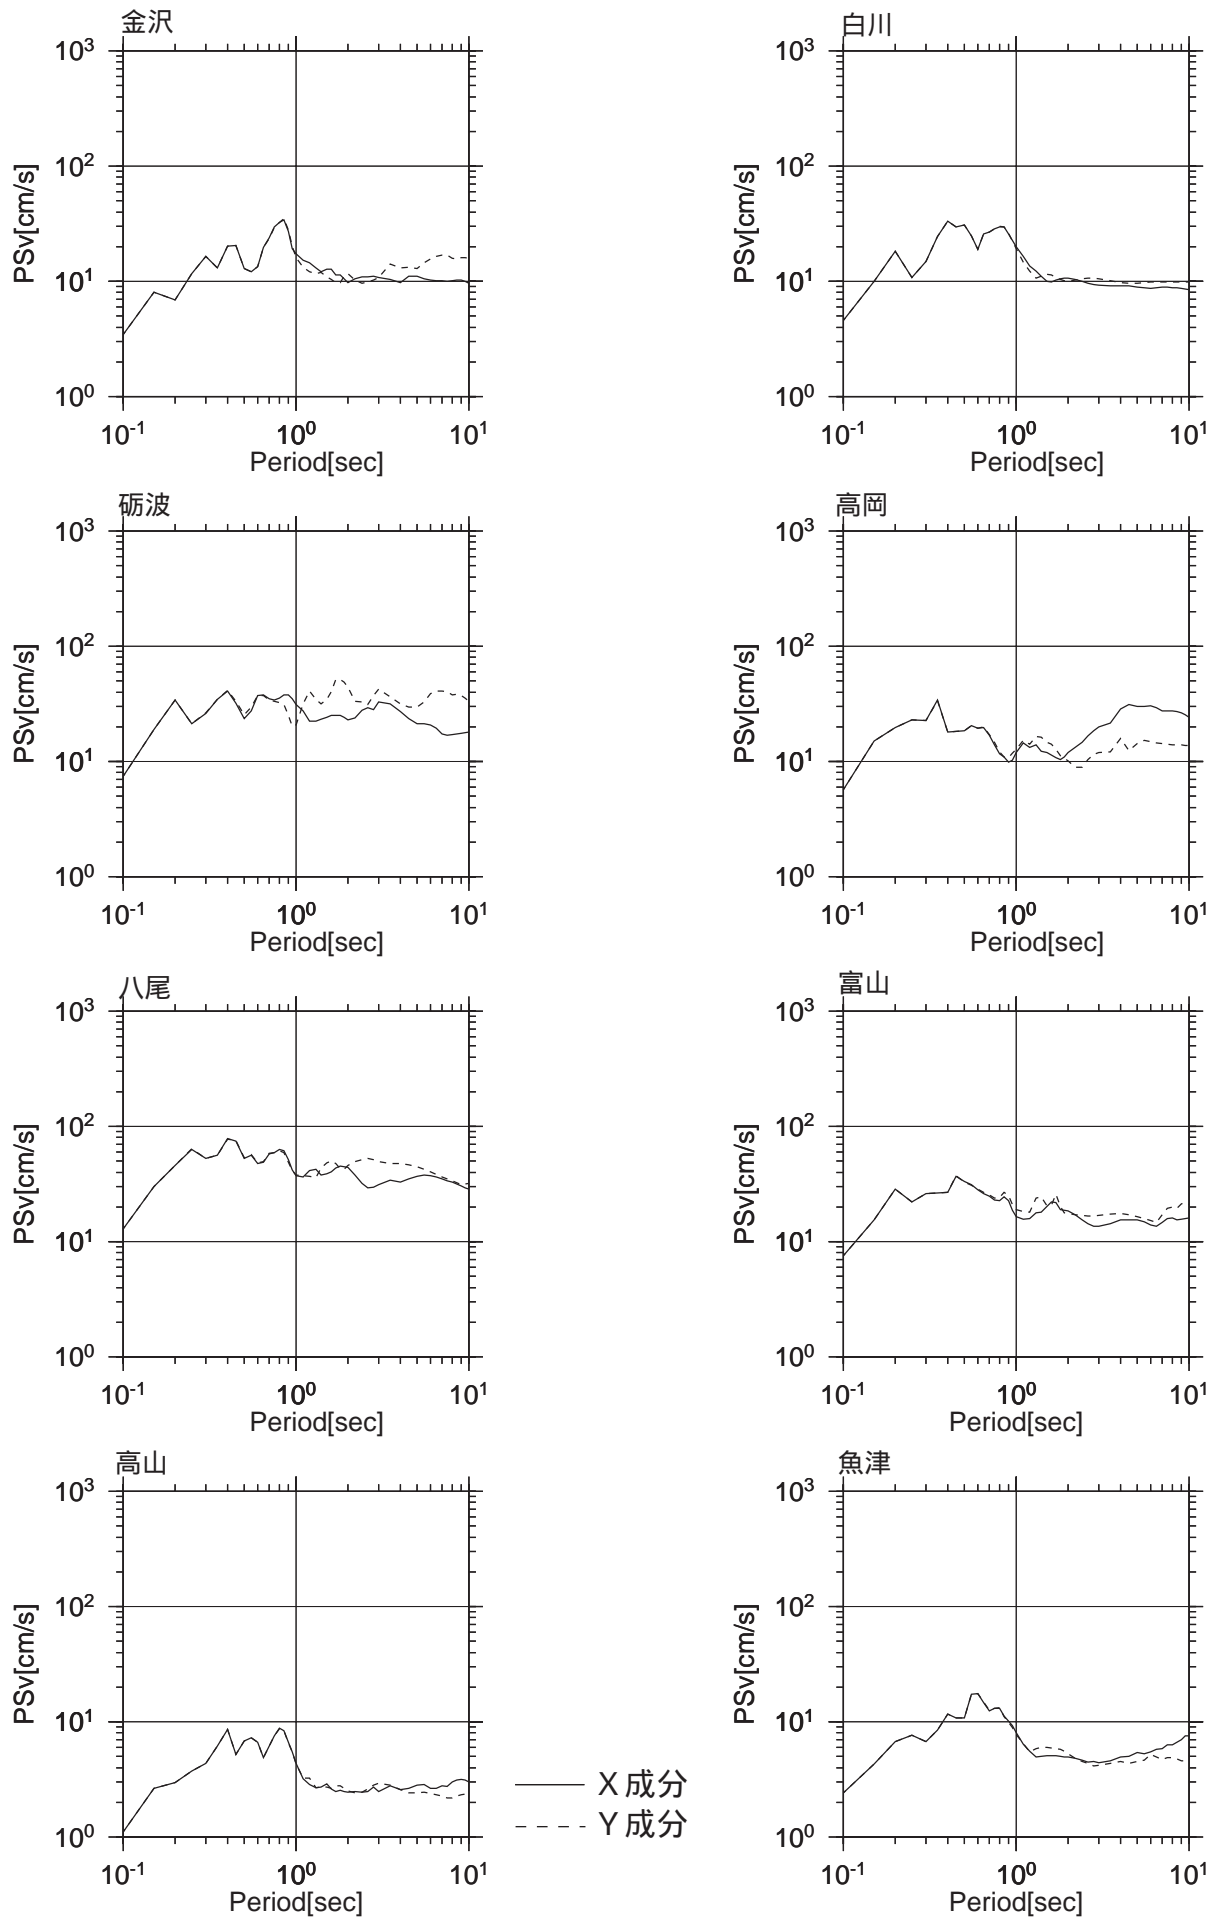 金沢
10³
10²
10¹
10⁰
PSv[cm/s]
10⁻¹ 10⁰ 10¹
Period[sec]
白川
10³
10²
10¹
10⁰
PSv[cm/s]
10⁻¹ 10⁰ 10¹
Period[sec]
砺波
10³
10²
10¹
10⁰
PSv[cm/s]
10⁻¹ 10⁰ 10¹
Period[sec]
高岡
10³
10²
10¹
10⁰
PSv[cm/s]
10⁻¹ 10⁰ 10¹
Period[sec]
八尾
10³
10²
10¹
10⁰
PSv[cm/s]
10⁻¹ 10⁰ 10¹
Period[sec]
富山
10³
10²
10¹
10⁰
PSv[cm/s]
10⁻¹ 10⁰ 10¹
Period[sec]
高山
10³
10²
10¹
10⁰
PSv[cm/s]
10⁻¹ 10⁰ 10¹
Period[sec]
X 成分
Y 成分
魚津
10³
10²
10¹
10⁰
PSv[cm/s]
10⁻¹ 10⁰ 10¹
Period[sec]